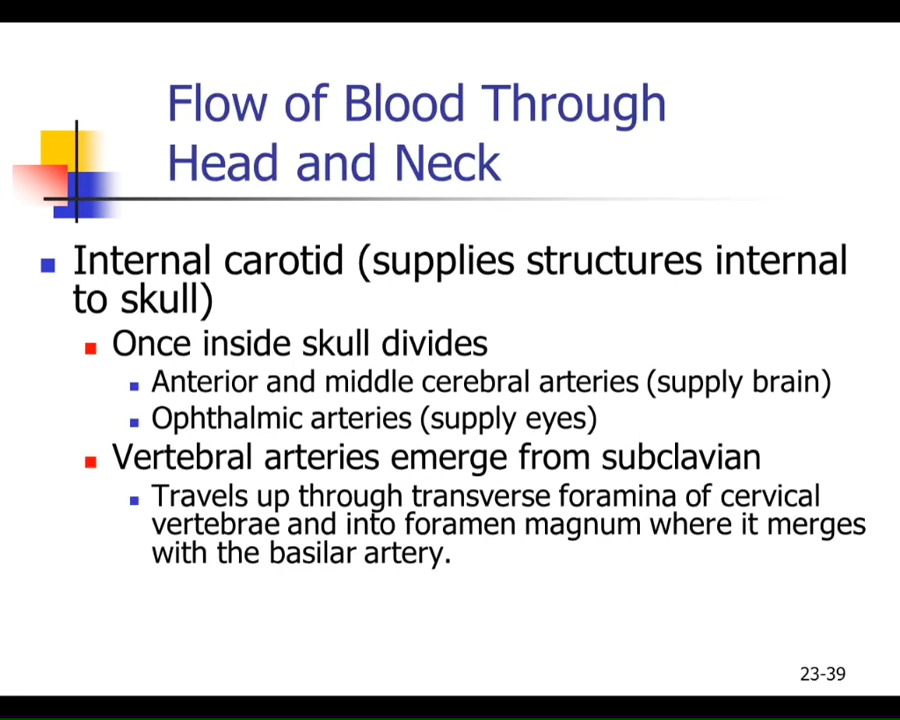 Flow of Blood Through
Head and Neck
Internal carotid (supplies structures internal
to skull)
Once inside skull divides
Anterior and middle cerebral arteries (supply brain)
Ophthalmic arteries (supply eyes)
Vertebral arteries emerge from subclavian
Travels up through transverse foramina of cervical
vertebrae and into foramen magnum where it merges
with the basilar artery.
23-39